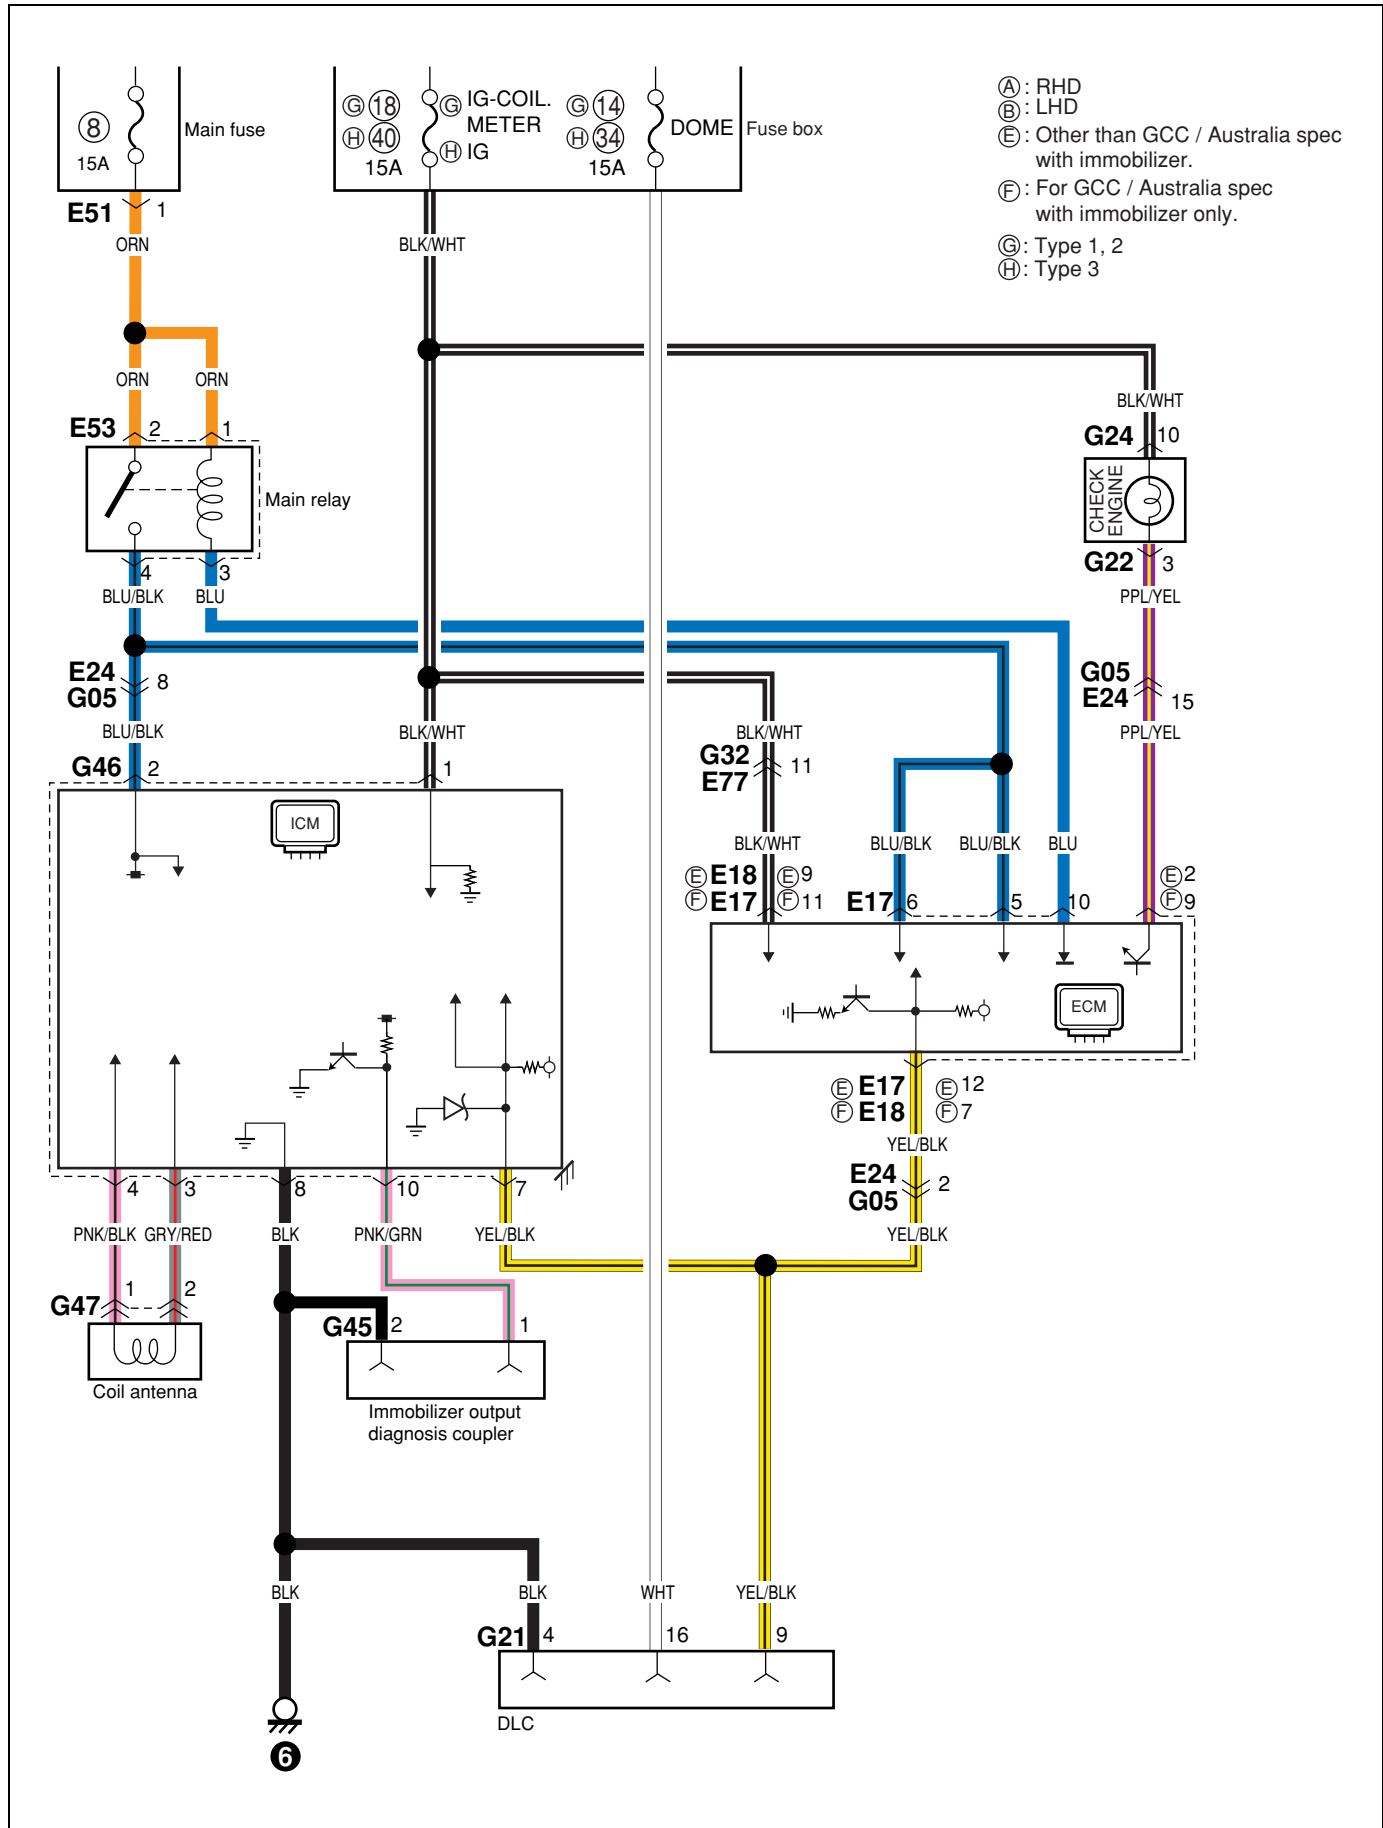 8
15A
Main fuse
G 18
H 40
15A
G IG-COIL.
METER
H IG
G 14
H 34
15A
DOME
Fuse box
A : RHD
B : LHD
E : Other than GCC / Australia spec
with immobilizer.
F : For GCC / Australia spec
with immobilizer only.
G : Type 1, 2
H : Type 3
E51 1
ORN
BLK/WHT
ORN
ORN
BLK/WHT
E53 2
1
G24 10
Main relay
CHECK
ENGINE
4
3
G22 3
BLU/BLK
BLU
PPL/YEL
E24
G05
8
G05
E24
15
BLU/BLK
BLK/WHT
BLK/WHT
PPL/YEL
G32
E77
11
G46 2
1
ICM
BLK/WHT
BLU/BLK
BLU/BLK
BLU
E E18 E 9
F E17 F 11
E17 6
5
10
E 2
F 9
ECM
E E17 E 12
F E18 F 7
YEL/BLK
E24
G05
2
4
3
8
10
7
PNK/BLK
GRY/RED
BLK
PNK/GRN
YEL/BLK
YEL/BLK
1
2
G47
G45 2
1
Coil antenna
Immobilizer output
diagnosis coupler
BLK
BLK
WHT
YEL/BLK
G21 4
16
9
DLC
6